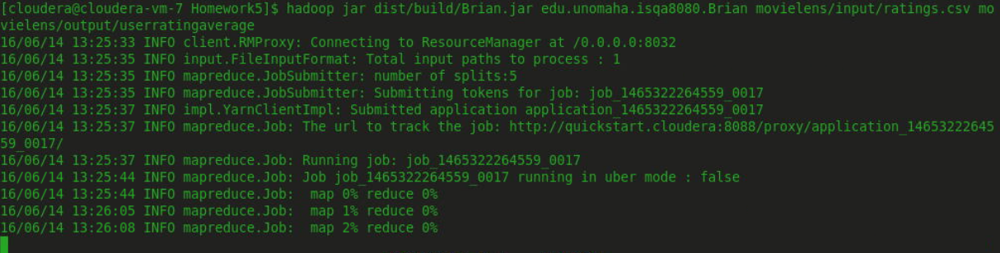 [cloudera@cloudera-vm-7 Homework5]$ hadoop jar dist/build/Brian.jar edu.unomaha.isqa8080.Brian movielens/input/ratings.csv mo
vielens/output/userratingaverage
16/06/14 13:25:33 INFO client.RMProxy: Connecting to ResourceManager at /0.0.0.0:8032
16/06/14 13:25:35 INFO input.FileInputFormat: Total input paths to process : 1
16/06/14 13:25:35 INFO mapreduce.JobSubmitter: number of splits:5
16/06/14 13:25:35 INFO mapreduce.JobSubmitter: Submitting tokens for job: job_1465322264559_0017
16/06/14 13:25:37 INFO impl.YarnClientImpl: Submitted application application_1465322264559_0017
16/06/14 13:25:37 INFO mapreduce.Job: The url to track the job: http://quickstart.cloudera:8088/proxy/application_14653222645
59_0017/
16/06/14 13:25:37 INFO mapreduce.Job: Running job: job_1465322264559_0017
16/06/14 13:25:44 INFO mapreduce.Job: Job job_1465322264559_0017 running in uber mode : false
16/06/14 13:25:44 INFO mapreduce.Job:  map 0% reduce 0%
16/06/14 13:26:05 INFO mapreduce.Job:  map 1% reduce 0%
16/06/14 13:26:08 INFO mapreduce.Job:  map 2% reduce 0%